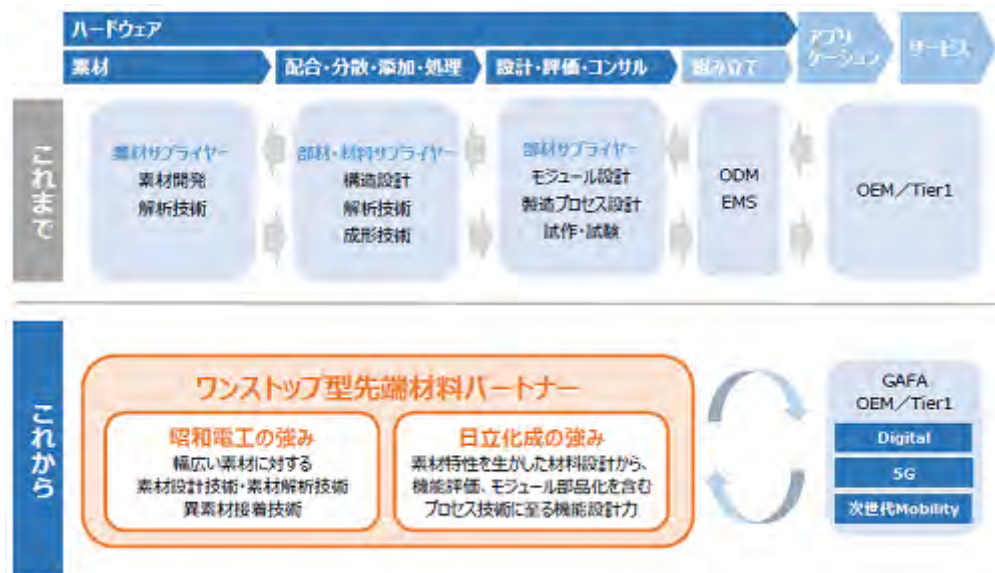 ハードウェア
アプリ
ケーション
サービス
素材
配合・分散・添加・処理
設計・評価・コンサル
組み立て
これまで
素材サプライヤー
素材開発
解析技術
部材・材料サプライヤー
構造設計
解析技術
成形技術
部材サプライヤー
モジュール設計
製造プロセス設計
試作・試験
ODM
EMS
OEM／Tier1
これから
ワンストップ型先端材料パートナー
昭和電工の強み
幅広い素材に対する
素材設計技術・素材解析技術
異素材接着技術
日立化成の強み
素材特性を生かした材料設計から、
機能評価、モジュール部品化を含む
プロセス技術に至る機能設計力
GAFA
OEM／Tier1
Digital
5G
次世代Mobility